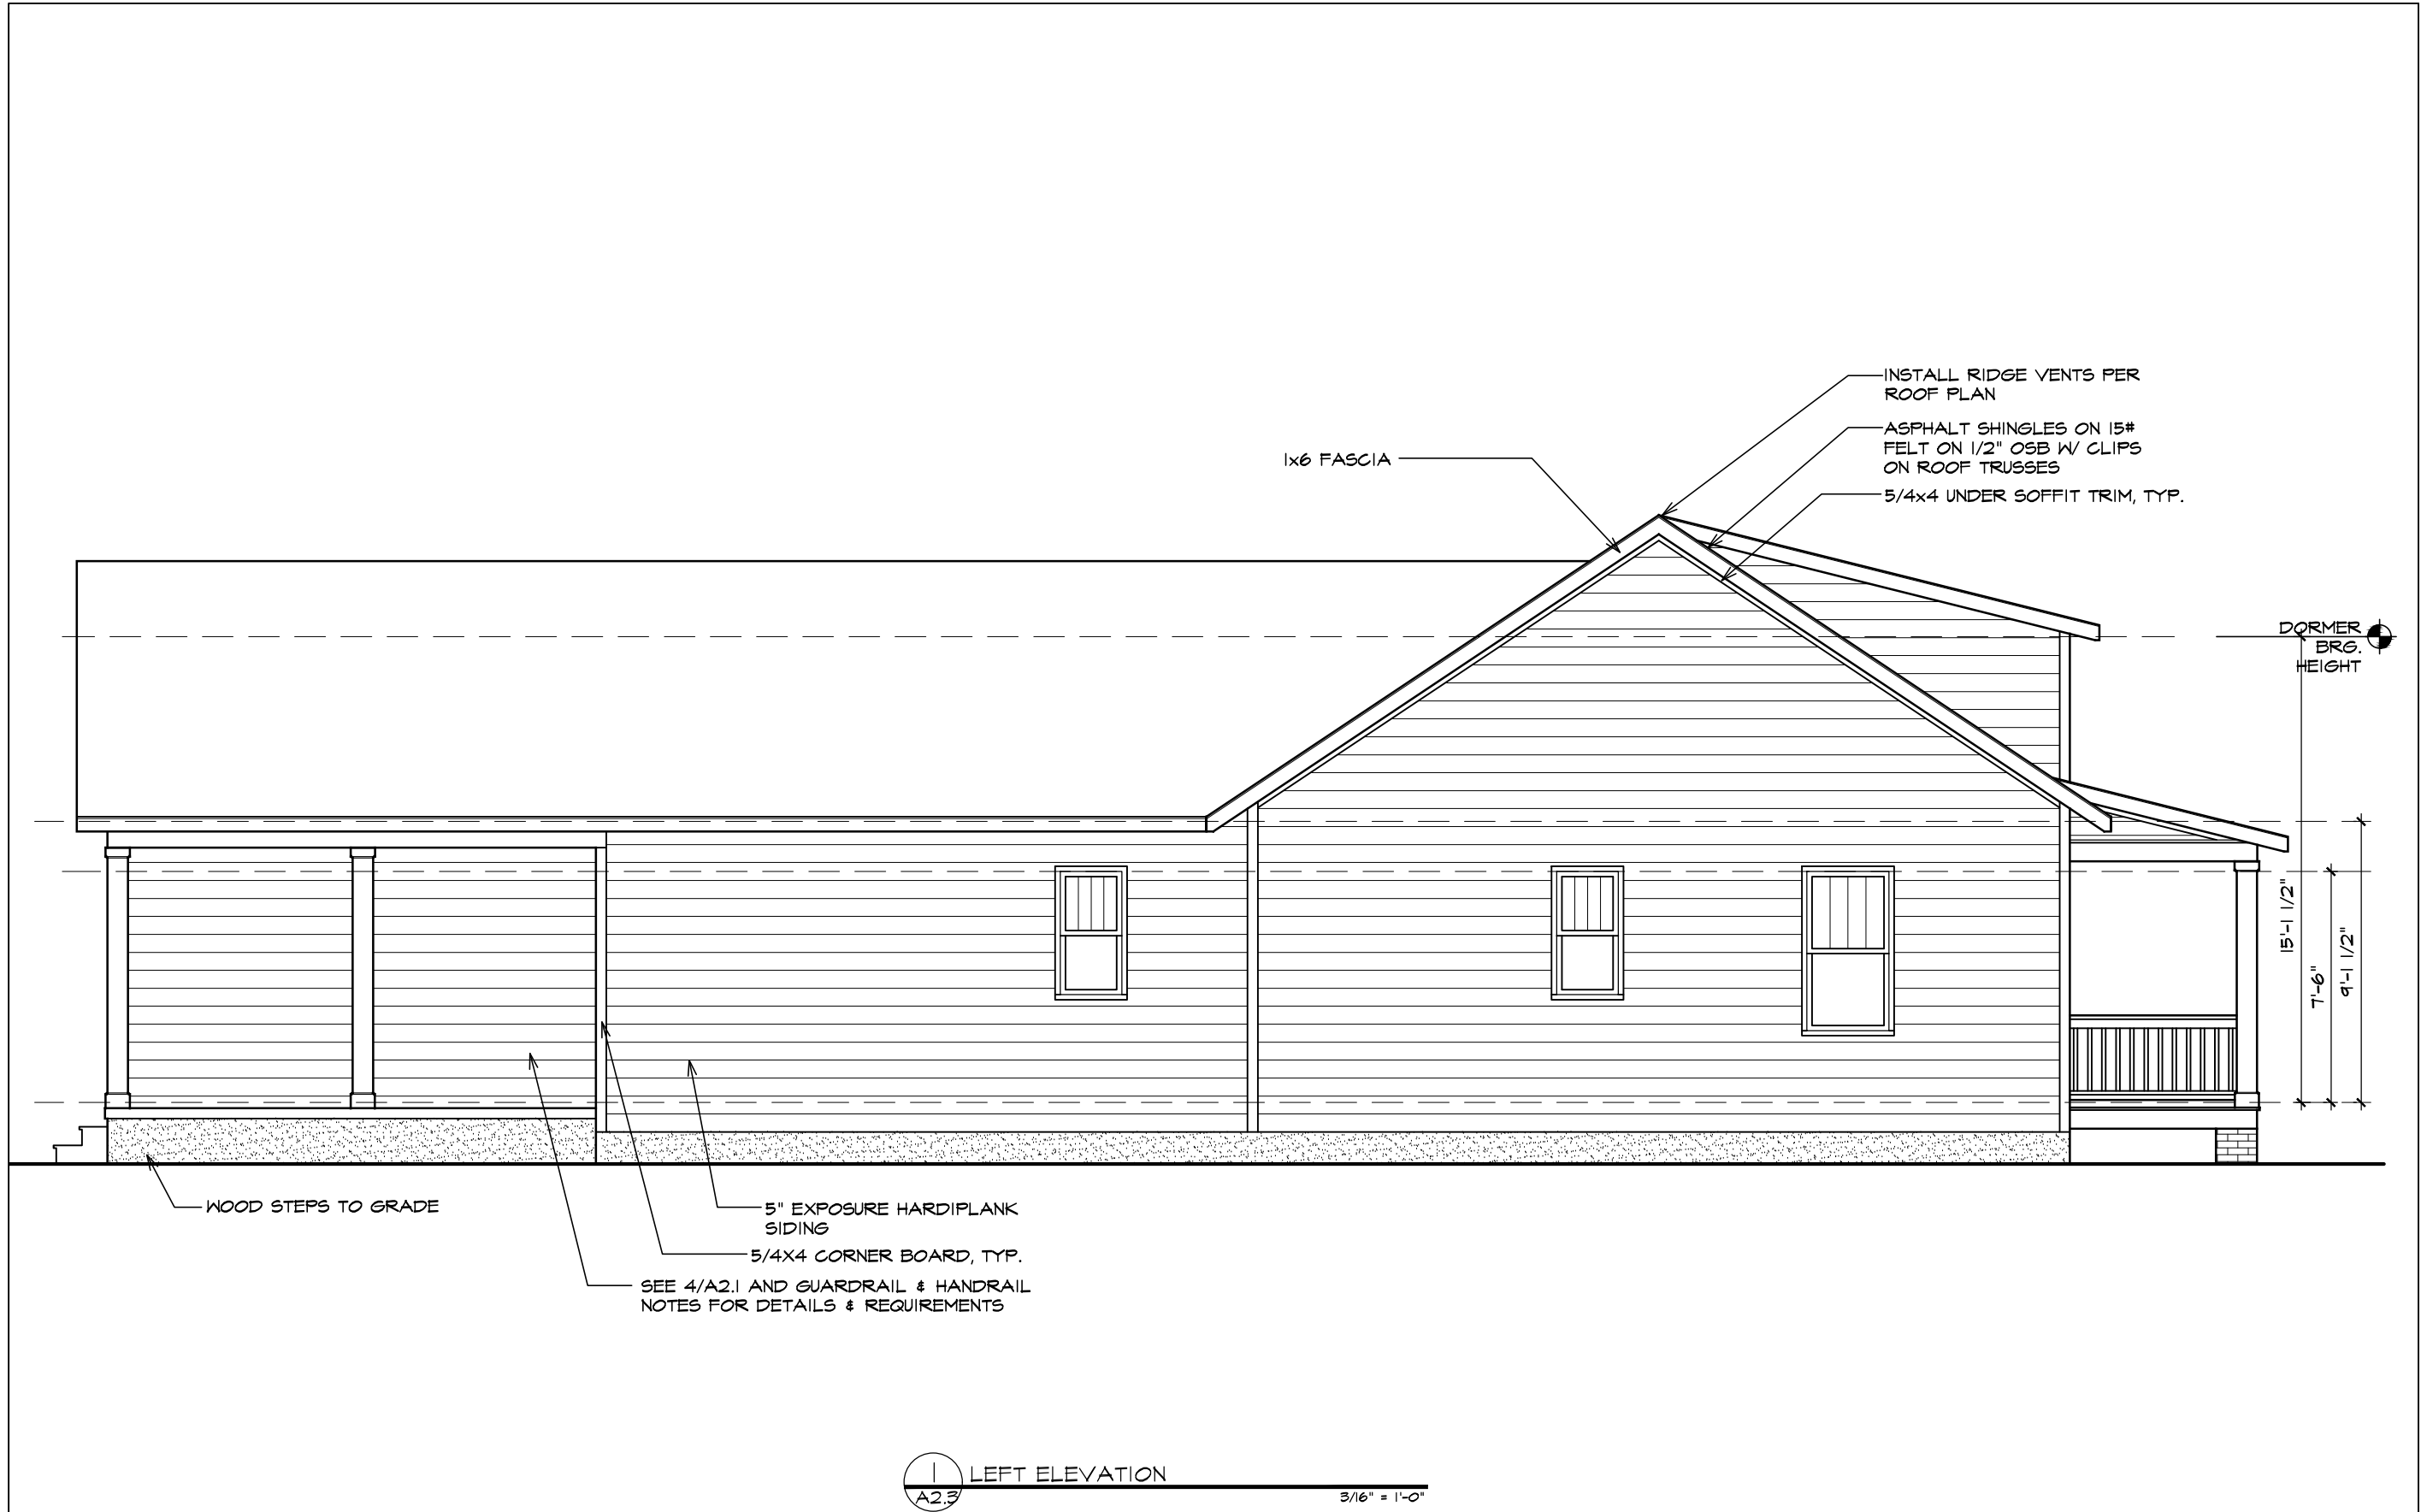 INSTALL RIDGE VENTS PER
ROOF PLAN
ASPHALT SHINGLES ON 15#
FELT ON 1/2" OSB W/ CLIPS
ON ROOF TRUSSES
1x6 FASCIA
5/4x4 UNDER SOFFIT TRIM, TYP.
DORMER
BRG.
HEIGHT
15'-1 1/2"
7'-6"
9'-1 1/2"
WOOD STEPS TO GRADE
5" EXPOSURE HARDIPLANK
SIDING
5/4X4 CORNER BOARD, TYP.
SEE 4/A2.1 AND GUARDRAIL & HANDRAIL
NOTES FOR DETAILS & REQUIREMENTS
1
LEFT ELEVATION
A2.3
3/16" = 1'-0"